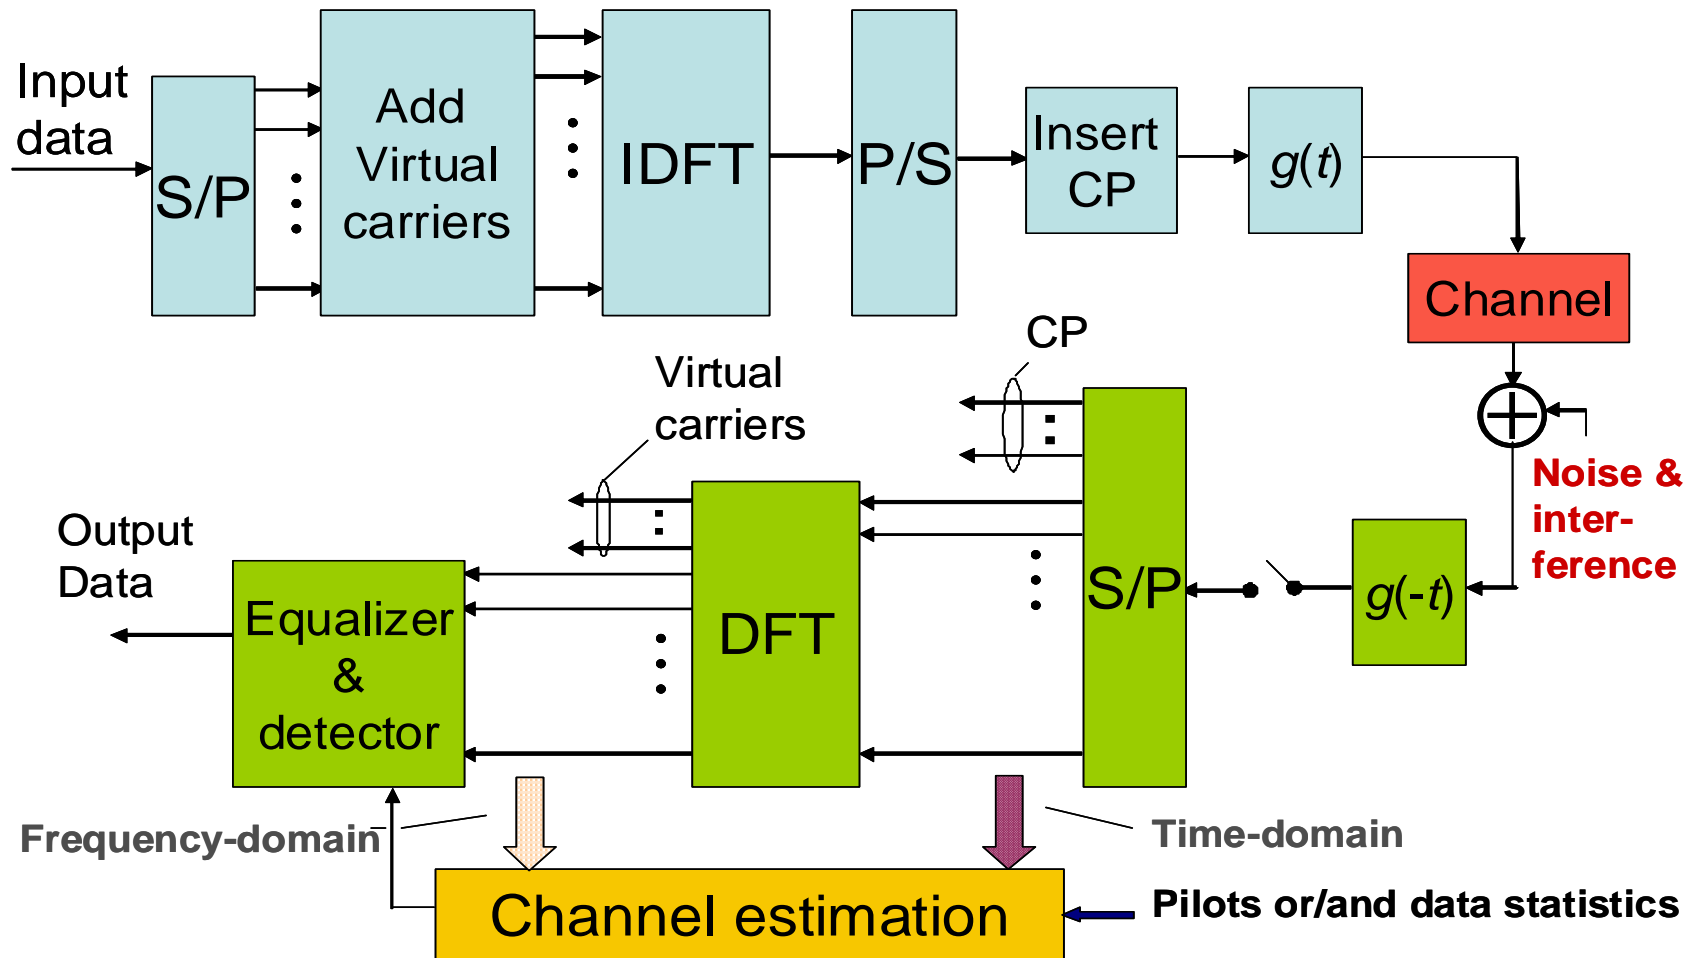 Input
data
S/P
Add
Virtual
carriers
IDFT
P/S
Insert
CP
g(t)
Channel
CP
Virtual
carriers
Noise &
inter-
ference
Output
Data
Equalizer
&
detector
DFT
S/P
g(-t)
Frequency-domain
Time-domain
Channel estimation
Pilots or/and data statistics